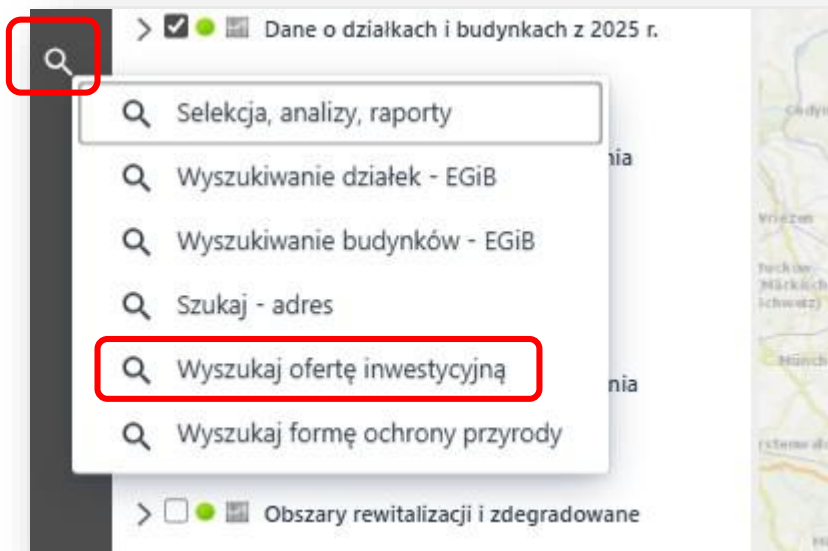 Dane o działkach i budynkach z 2025 r.
Selekcja, analizy, raporty
nia
Wyszukiwanie działek - EGiB
Wyszukiwanie budynków - EGiB
Szukaj - adres
Wyszukaj ofertę inwestycyjną
nia
Wyszukaj formę ochrony przyrody
Obszary rewitalizacji i zdegradowane
Wriezen